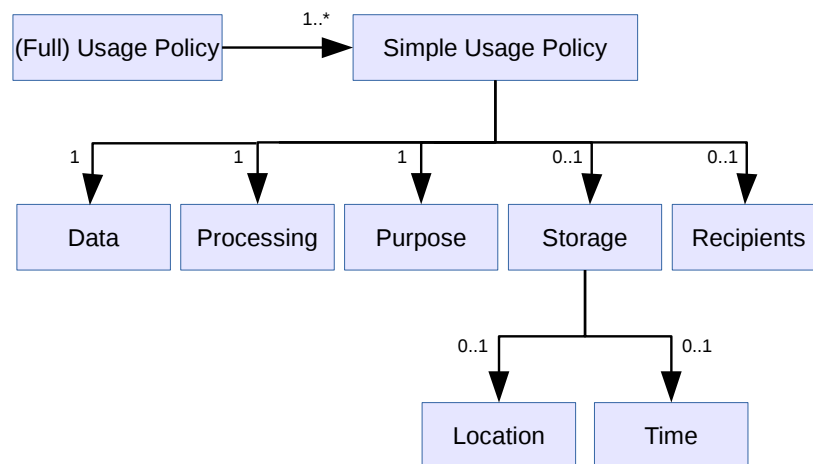 1..*
(Full) Usage Policy
Simple Usage Policy
1
1
1
0..1
0..1
Data
Processing
Purpose
Storage
Recipients
0..1
0..1
Location
Time